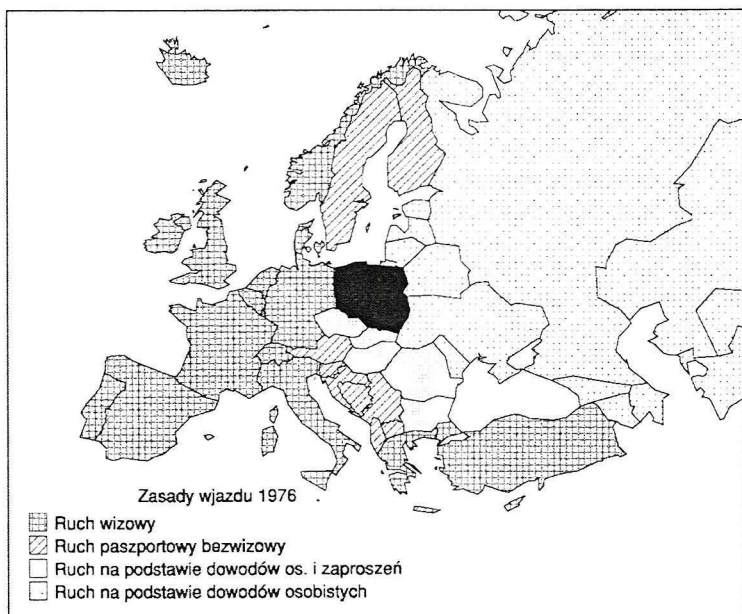 Zasady wjazdu 1976
Ruch wizowy
Ruch paszportowy bezwizowy
Ruch na podstawie dowodów os. i zaproszeń
Ruch na podstawie dowodów osobistych